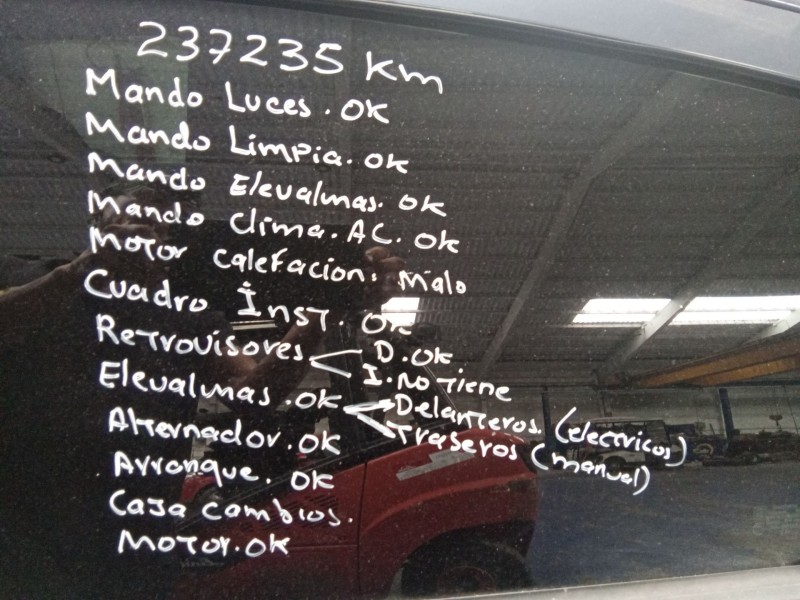 237235 Km
Mando Luces. OK
Mando Limpia. OK
Mando Elevalunas. OK
Mando Clima. AC. OK
Motor calefacion. Malo
Cuadro Inst. OK
Retrovisores D. OK
I. No Tiene
Elevalunas. OK Delanteros. (electricos)
Traseros (manual)
Alternador. OK
Arranque. OK
Caja cambios.
Motor. OK